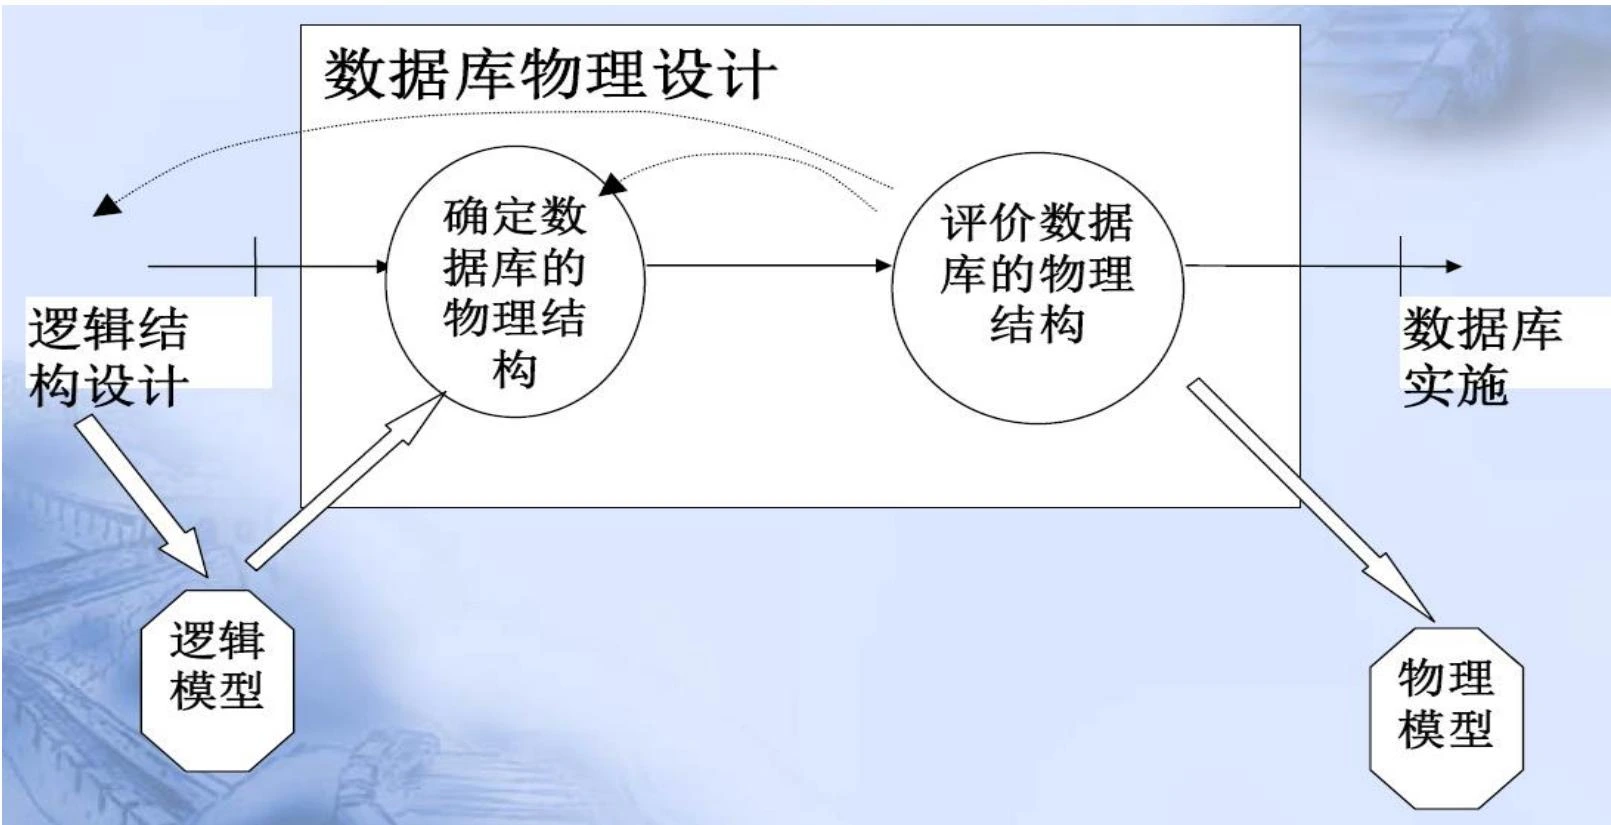 数据库物理设计
确定数
据库的
物理结
构
评价数据
库的物理
结构
逻辑结
构设计
数据库
实施
逻辑
模型
物理
模型